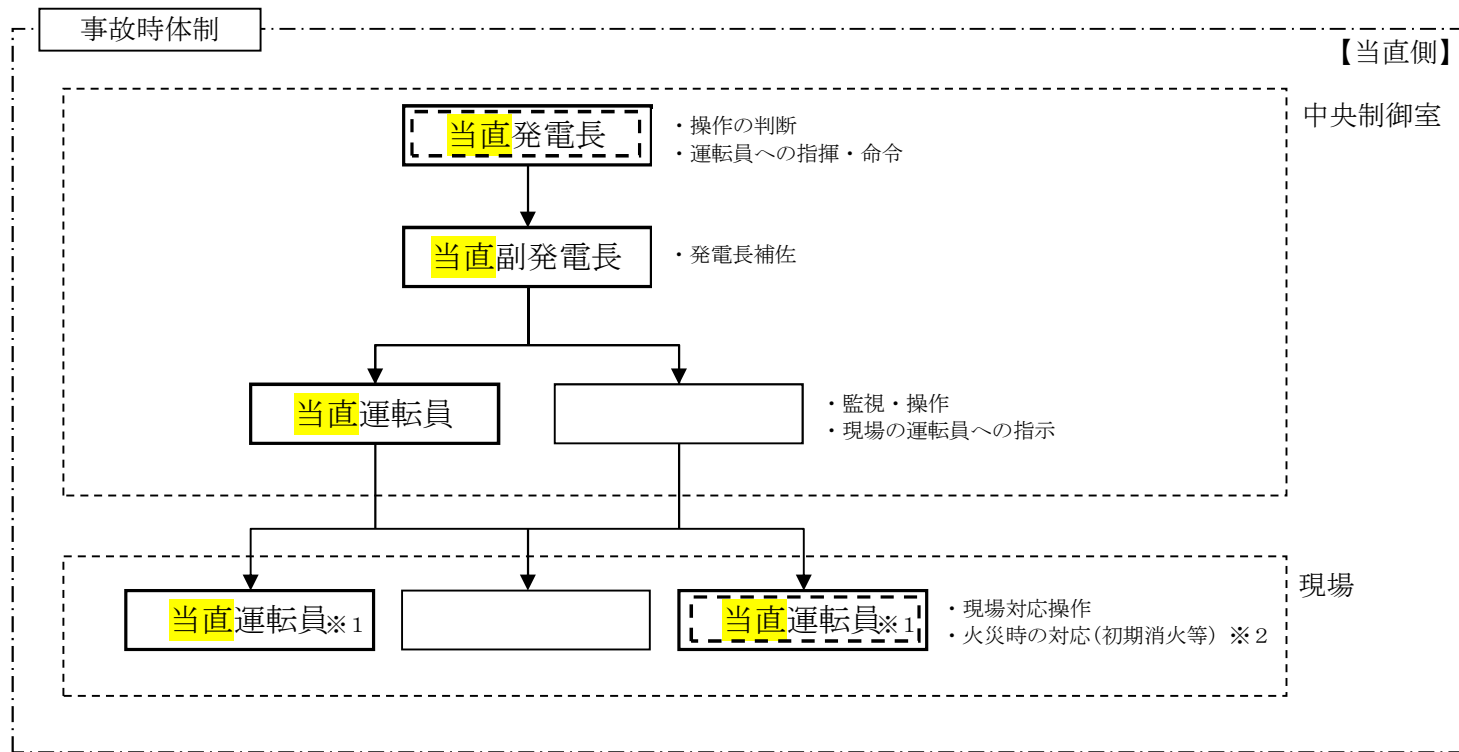 事故時体制
【当直側】
中央制御室
当直発電長
・操作の判断
・運転員への指揮・命令
当直副発電長
・発電長補佐
当直運転員
・監視・操作
・現場の運転員への指示
現場
当直運転員※1
当直運転員※1
・現場対応操作
・火災時の対応(初期消火等) ※2